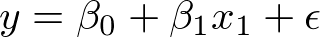 y = β₀ + β₁x₁ + ϵ